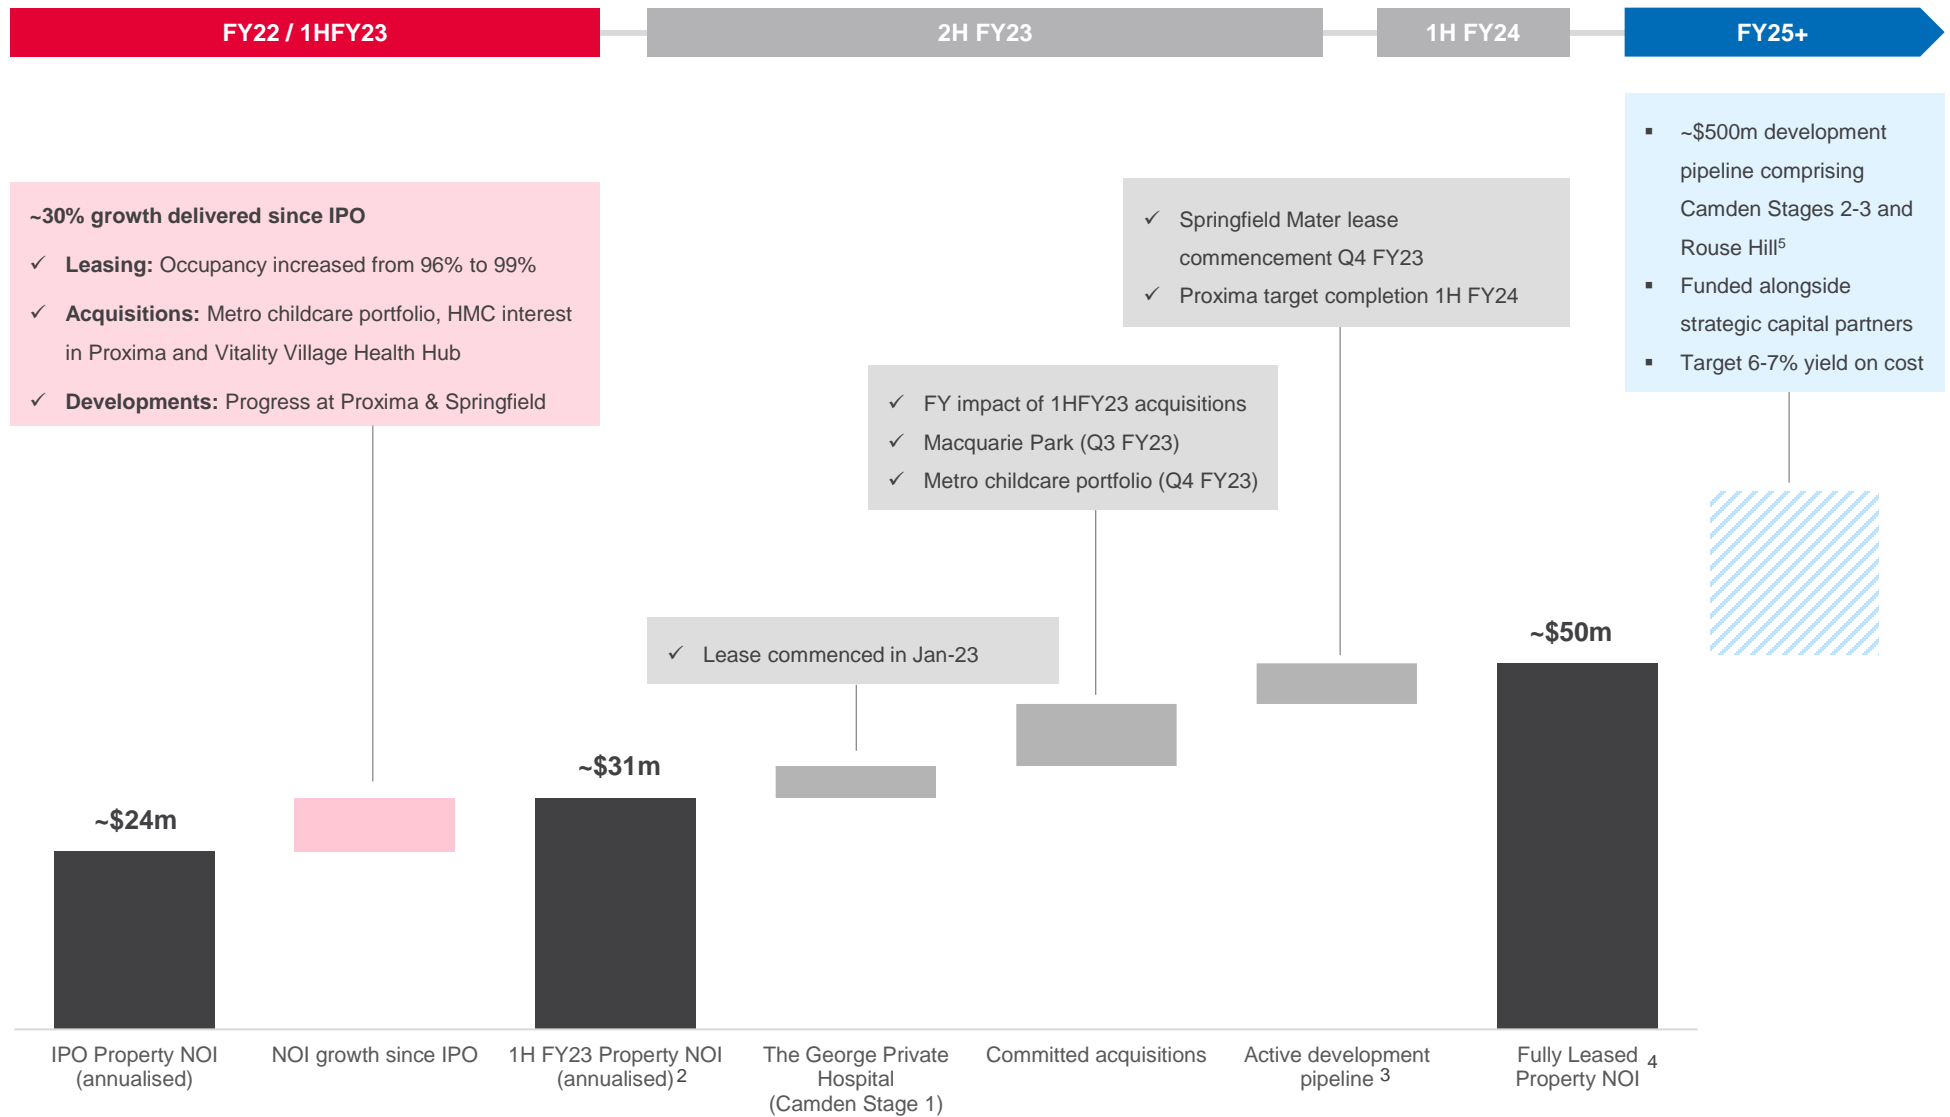 FY22 / 1HFY23
2H FY23
1H FY24
FY25+
~$500m development
pipeline comprising
Camden Stages 2-3 and
Rouse Hill5
Funded alongside
strategic capital partners
Target 6-7% yield on cost
~30% growth delivered since IPO
✓ Leasing: Occupancy increased from 96% to 99%
✓ Acquisitions: Metro childcare portfolio, HMC interest
in Proxima and Vitality Village Health Hub
✓ Developments: Progress at Proxima & Springfield
✓ Springfield Mater lease
commencement Q4 FY23
✓ Proxima target completion 1H FY24
✓ FY impact of 1HFY23 acquisitions
✓ Macquarie Park (Q3 FY23)
✓ Metro childcare portfolio (Q4 FY23)
✓ Lease commenced in Jan-23
~$24m
~$31m
~$50m
IPO Property NOI
(annualised)
NOI growth since IPO
1H FY23 Property NOI
(annualised) 2
The George Private
Hospital
(Camden Stage 1)
Committed acquisitions
Active development
pipeline 3
Fully Leased 4
Property NOI